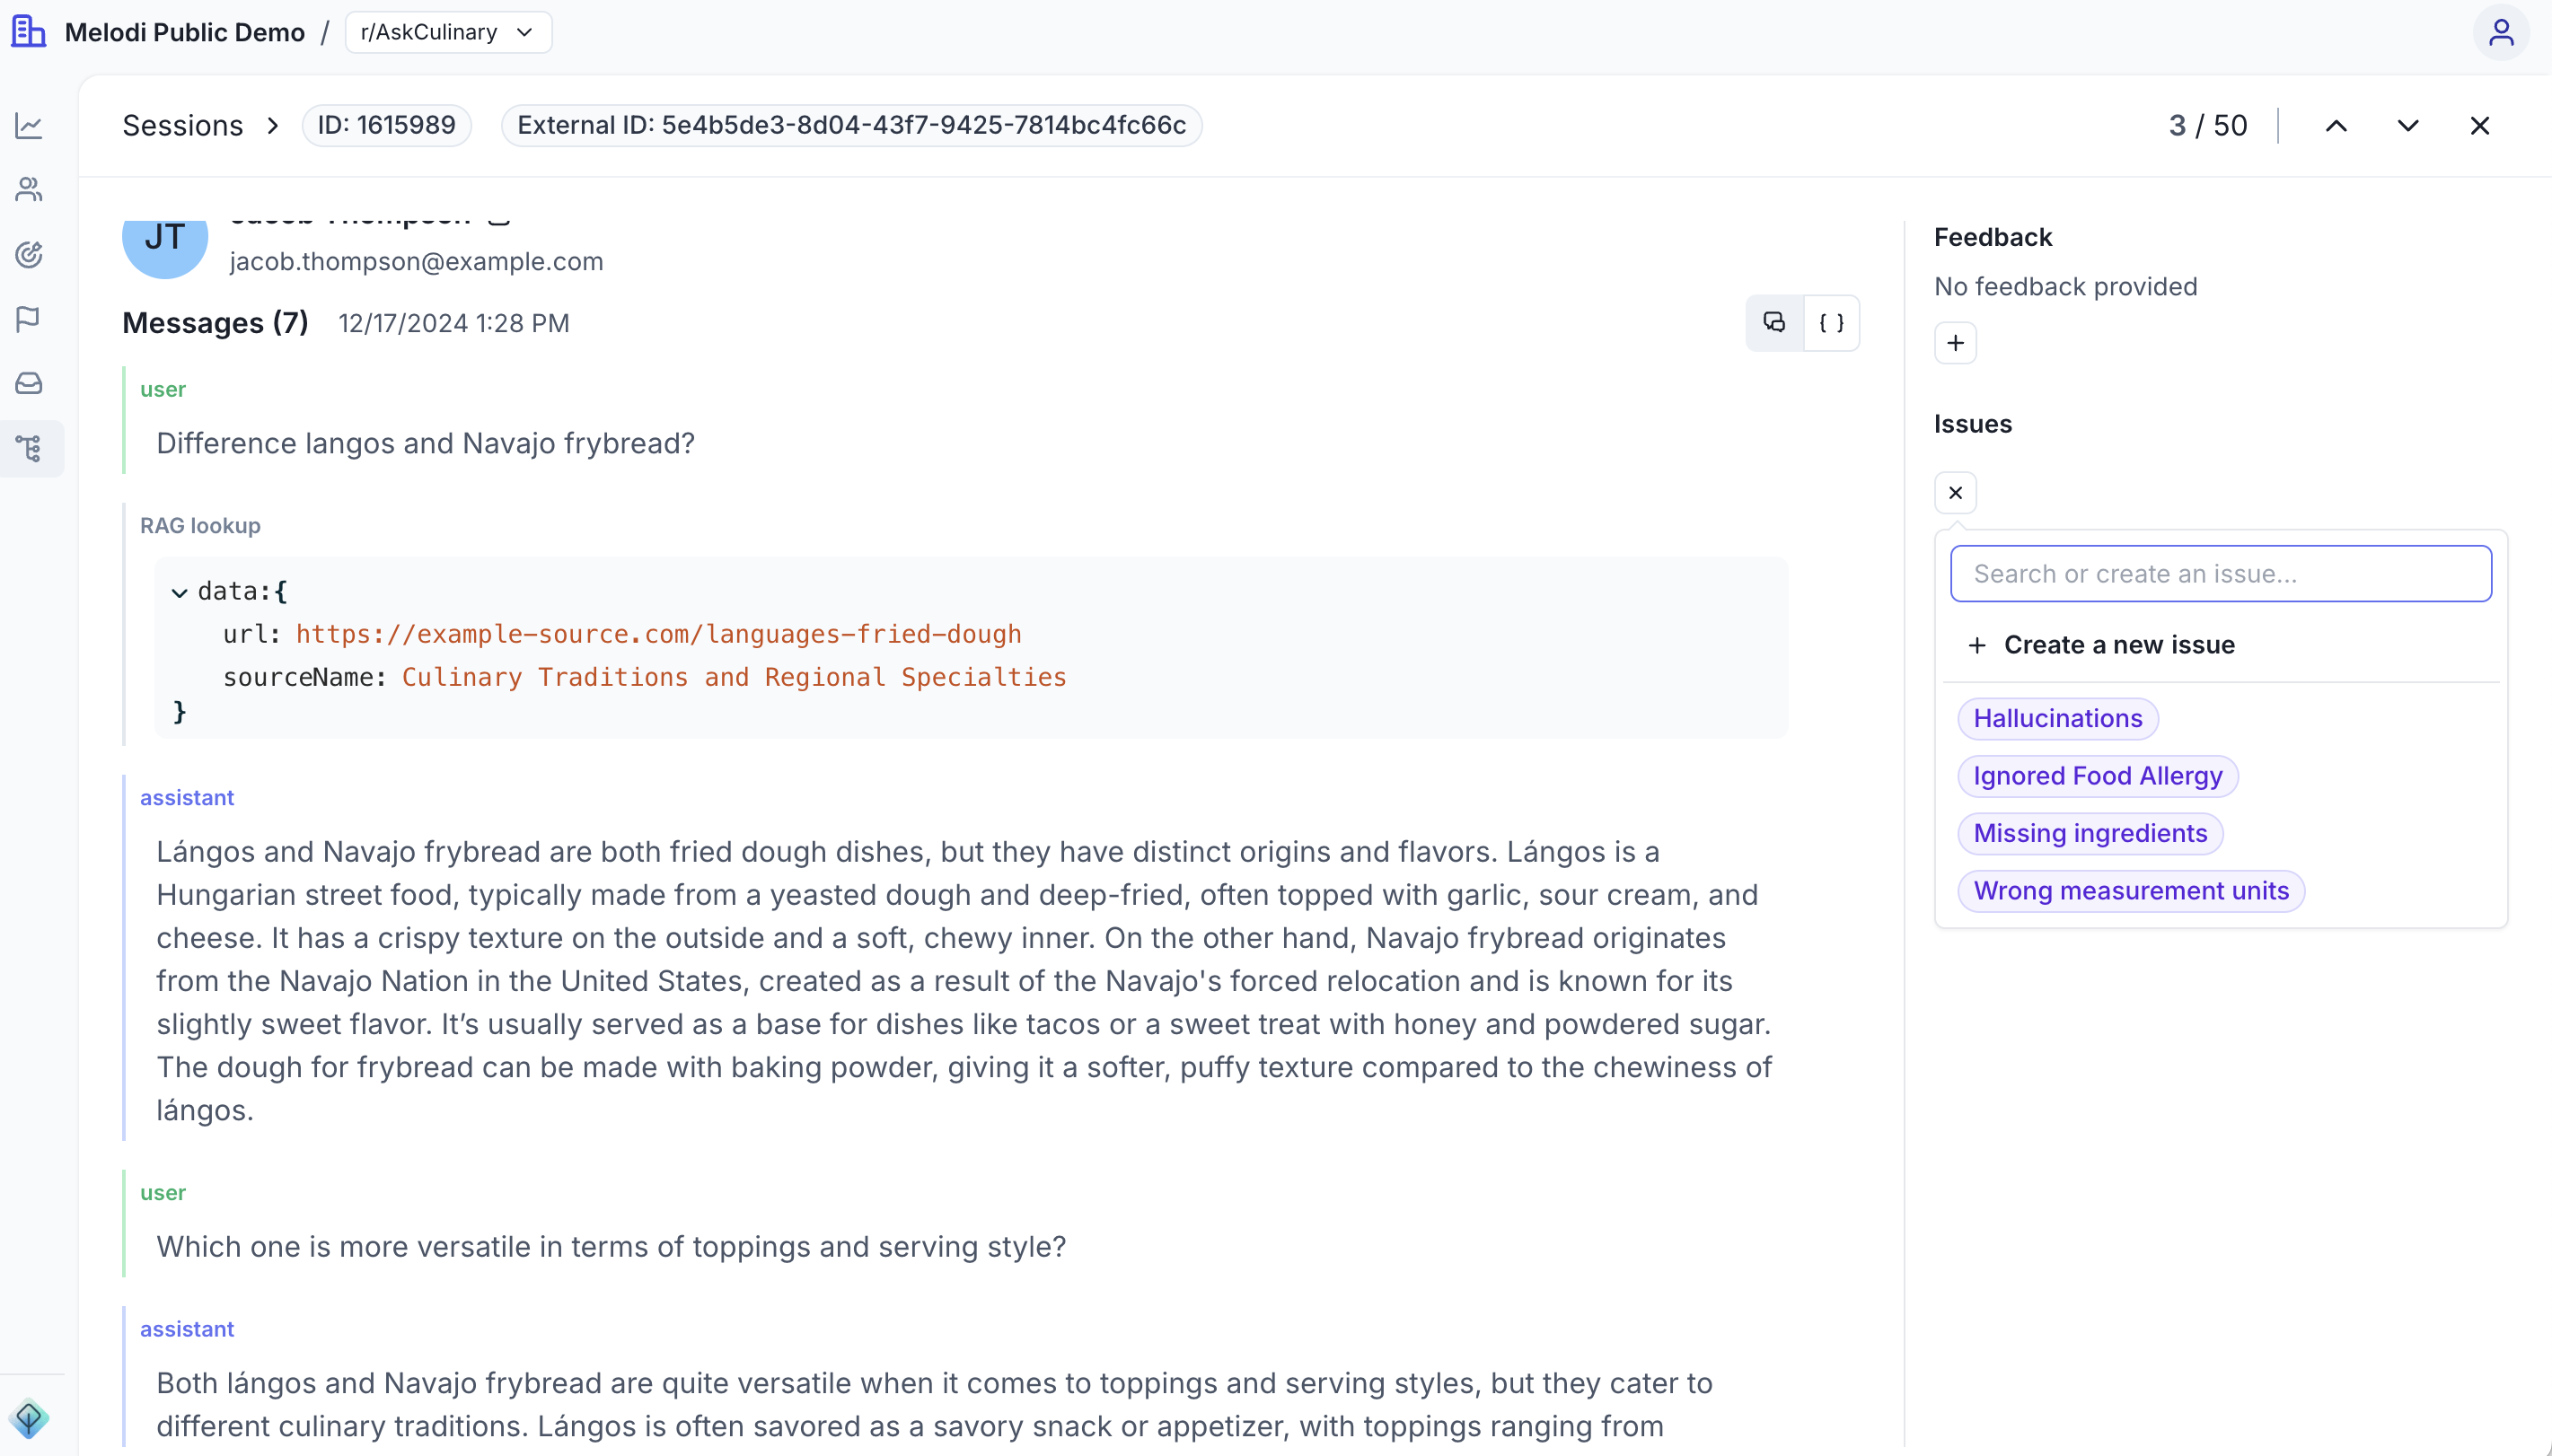 Melodi Public Demo / r/AskCulinary
Sessions > ID: 1615989 External ID: 5e4b5de3-8d04-43f7-9425-7814bc4fc66c 3 / 50
JT Jacob Thompson
jacob.thompson@example.com
Messages (7) 12/17/2024 1:28 PM { }
user
Difference langos and Navajo frybread?
RAG lookup
data:{
url: https://example-source.com/languages-fried-dough
sourceName: Culinary Traditions and Regional Specialties
}
assistant
Lángos and Navajo frybread are both fried dough dishes, but they have distinct origins and flavors. Lángos is a
Hungarian street food, typically made from a yeasted dough and deep-fried, often topped with garlic, sour cream, and
cheese. It has a crispy texture on the outside and a soft, chewy inner. On the other hand, Navajo frybread originates
from the Navajo Nation in the United States, created as a result of the Navajo's forced relocation and is known for its
slightly sweet flavor. It’s usually served as a base for dishes like tacos or a sweet treat with honey and powdered sugar.
The dough for frybread can be made with baking powder, giving it a softer, puffy texture compared to the chewiness of
lángos.
user
Which one is more versatile in terms of toppings and serving style?
assistant
Both lángos and Navajo frybread are quite versatile when it comes to toppings and serving styles, but they cater to
different culinary traditions. Lángos is often savored as a savory snack or appetizer, with toppings ranging from
Feedback
No feedback provided
+
Issues
Search or create an issue...
+ Create a new issue
Hallucinations
Ignored Food Allergy
Missing ingredients
Wrong measurement units